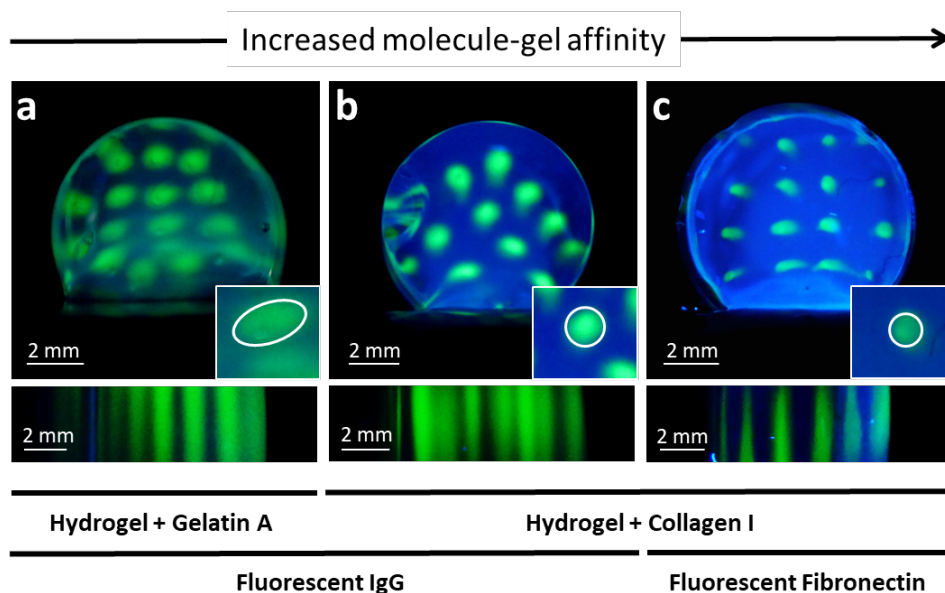 Increased molecule-gel affinity
a
b
c
2 mm
2 mm
2 mm
2 mm
2 mm
2 mm
Hydrogel + Gelatin A
Hydrogel + Collagen I
Fluorescent IgG
Fluorescent Fibronectin